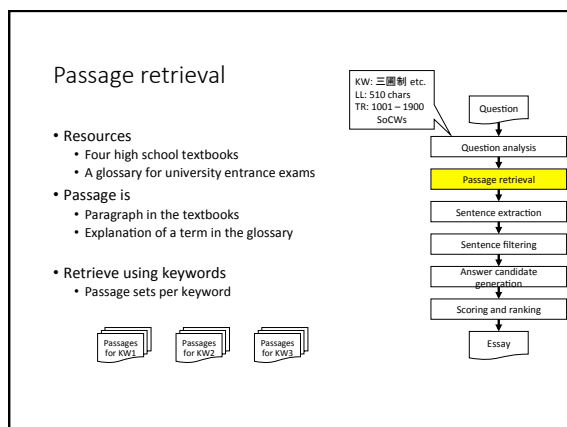 Passage retrieval
• Resources
• Four high school textbooks
• A glossary for university entrance exams
• Passage is
• Paragraph in the textbooks
• Explanation of a term in the glossary
• Retrieve using keywords
• Passage sets per keyword
Passages
for KW1
Passages
for KW2
Passages
for KW3
KW: 三圃制 etc.
LL: 510 chars
TR: 1001 – 1900
SoCWs
Question
Question analysis
Passage retrieval
Sentence extraction
Sentence filtering
Answer candidate
generation
Scoring and ranking
Essay